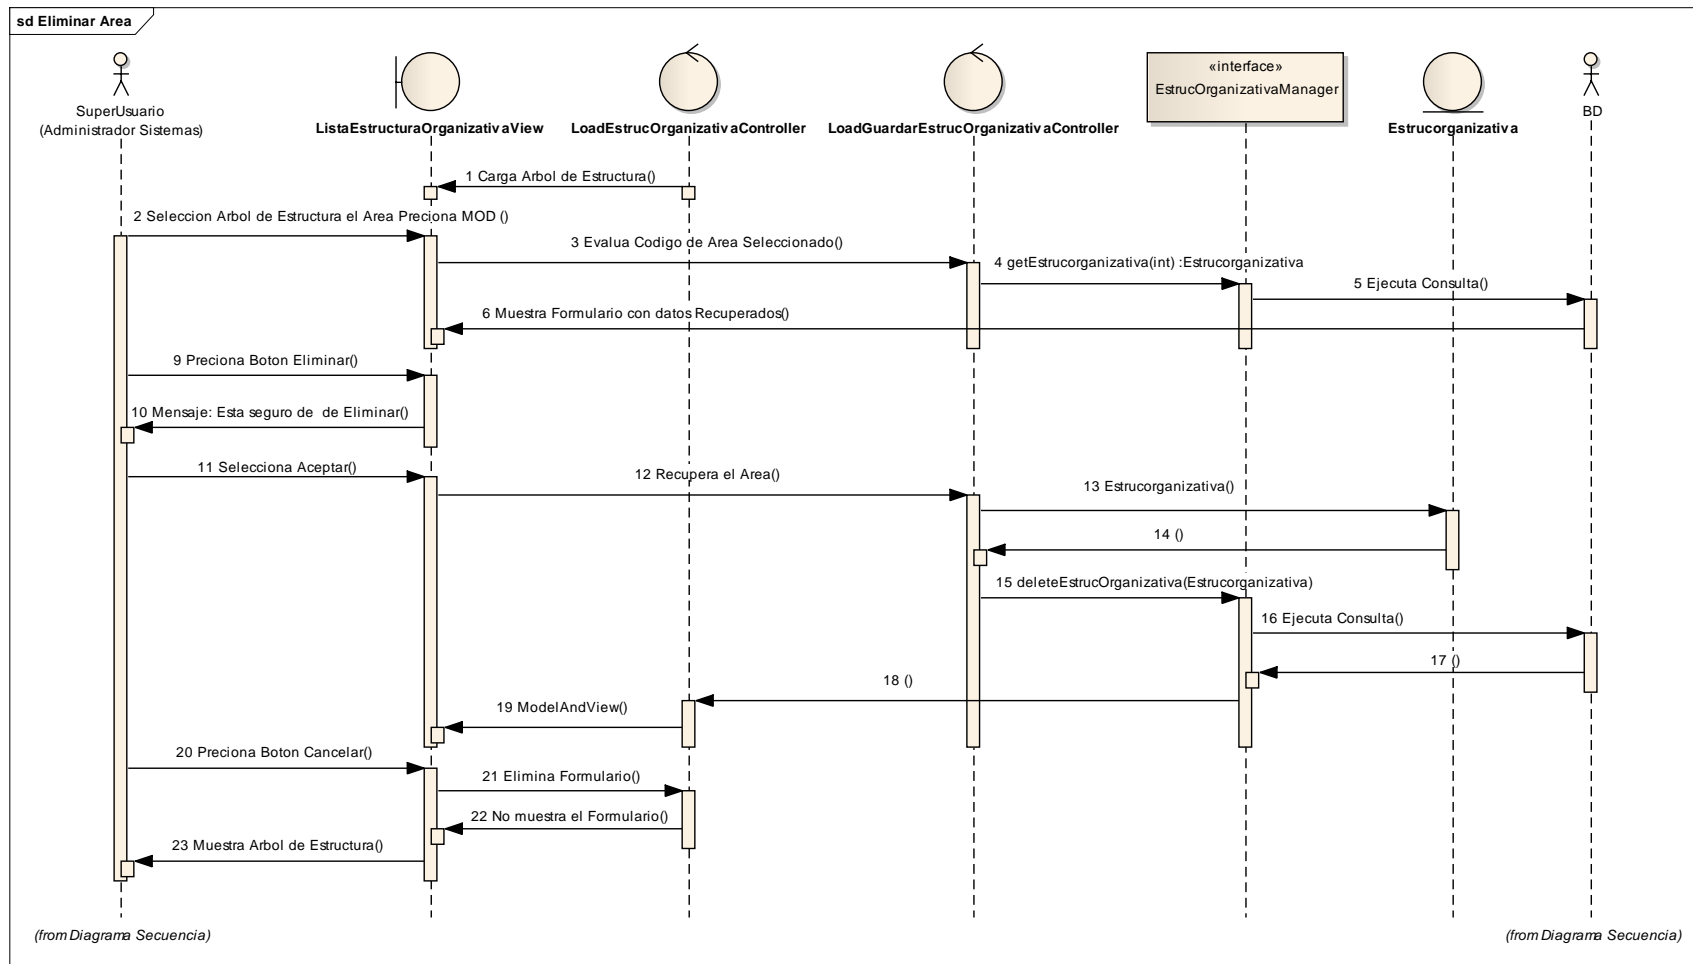 sd Eliminar Area
SuperUsuario
(Administrador Sistemas)
ListaEstructuraOrganizativaView
LoadEstrucOrganizativaController
LoadGuardarEstrucOrganizativaController
«interface»
EstrucOrganizativaManager
Estrucorganizativa
BD
1 Carga Arbol de Estructura()
2 Seleccion Arbol de Estructura el Area Preciona MOD ()
3 Evalua Codigo de Area Seleccionado()
4 getEstrucorganizativa(int) :Estrucorganizativa
5 Ejecuta Consulta()
6 Muestra Formulario con datos Recuperados()
9 Preciona Boton Eliminar()
10 Mensaje: Esta seguro de  de Eliminar()
11 Selecciona Aceptar()
12 Recupera el Area()
13 Estrucorganizativa()
14 ()
15 deleteEstrucOrganizativa(Estrucorganizativa)
16 Ejecuta Consulta()
17 ()
18 ()
19 ModelAndView()
20 Preciona Boton Cancelar()
21 Elimina Formulario()
22 No muestra el Formulario()
23 Muestra Arbol de Estructura()
(from Diagrama Secuencia)
(from Diagrama Secuencia)